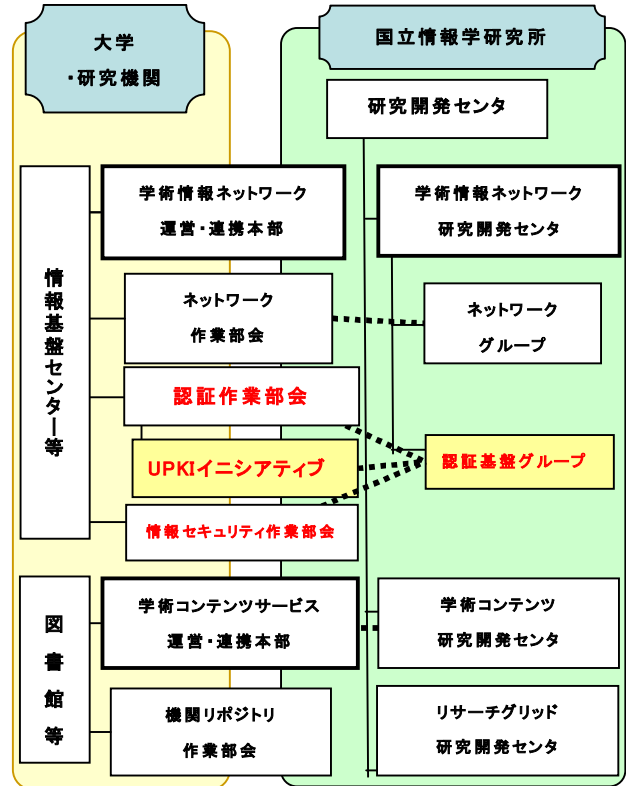 大学
・研究機関
国立情報学研究所
研究開発センタ
情報基盤センター等
学術情報ネットワーク
運営・連携本部
学術情報ネットワーク
研究開発センタ
ネットワーク
作業部会
ネットワーク
グループ
認証作業部会
UPKIイニシアティブ
認証基盤グループ
情報セキュリティ作業部会
図書館等
学術コンテンツサービス
運営・連携本部
学術コンテンツ
研究開発センタ
機関リポジトリ
作業部会
リサーチグリッド
研究開発センタ